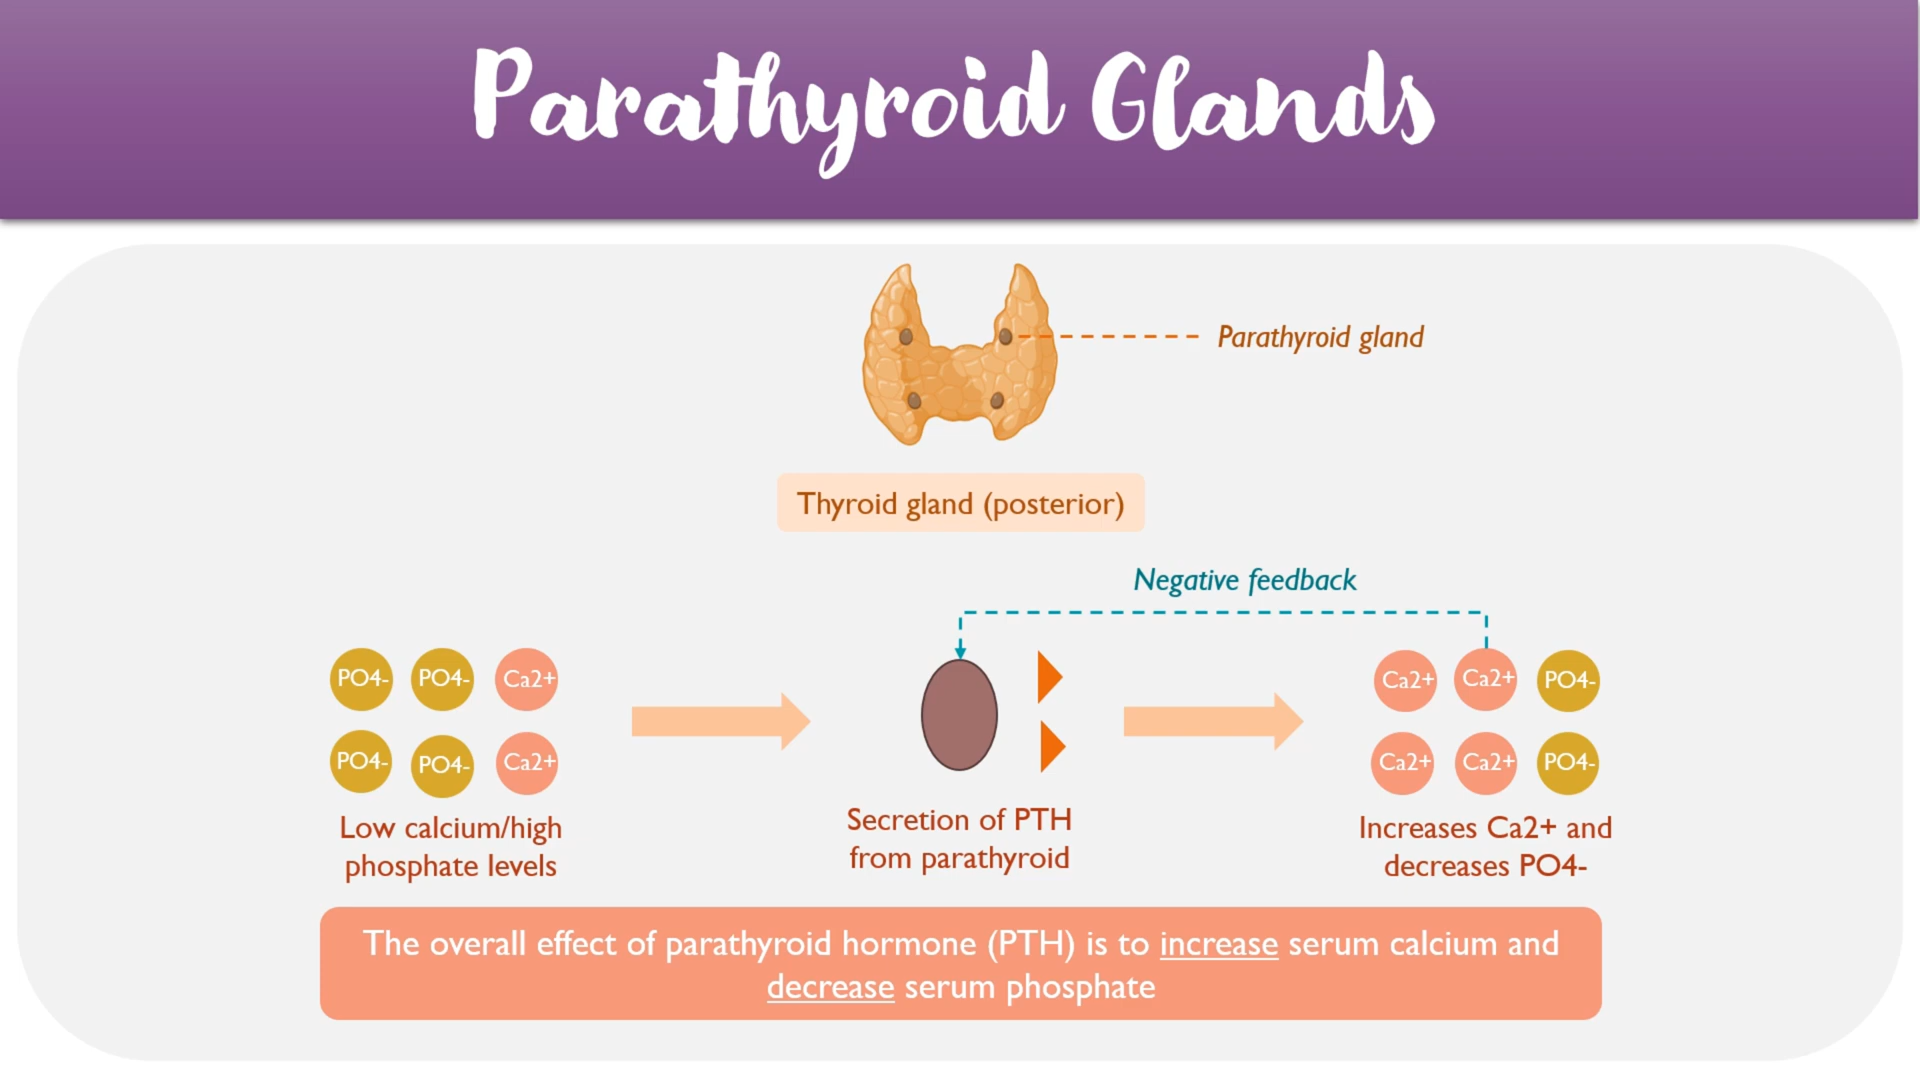 Parathyroid Glands
Parathyroid gland
Thyroid gland (posterior)
Negative feedback
PO4- PO4- Ca2+
PO4- PO4- Ca2+
Low calcium/high
phosphate levels
Secretion of PTH
from parathyroid
Ca2+ Ca2+ PO4-
Ca2+ Ca2+ PO4-
Increases Ca2+ and
decreases PO4-
The overall effect of parathyroid hormone (PTH) is to increase serum calcium and
decrease serum phosphate